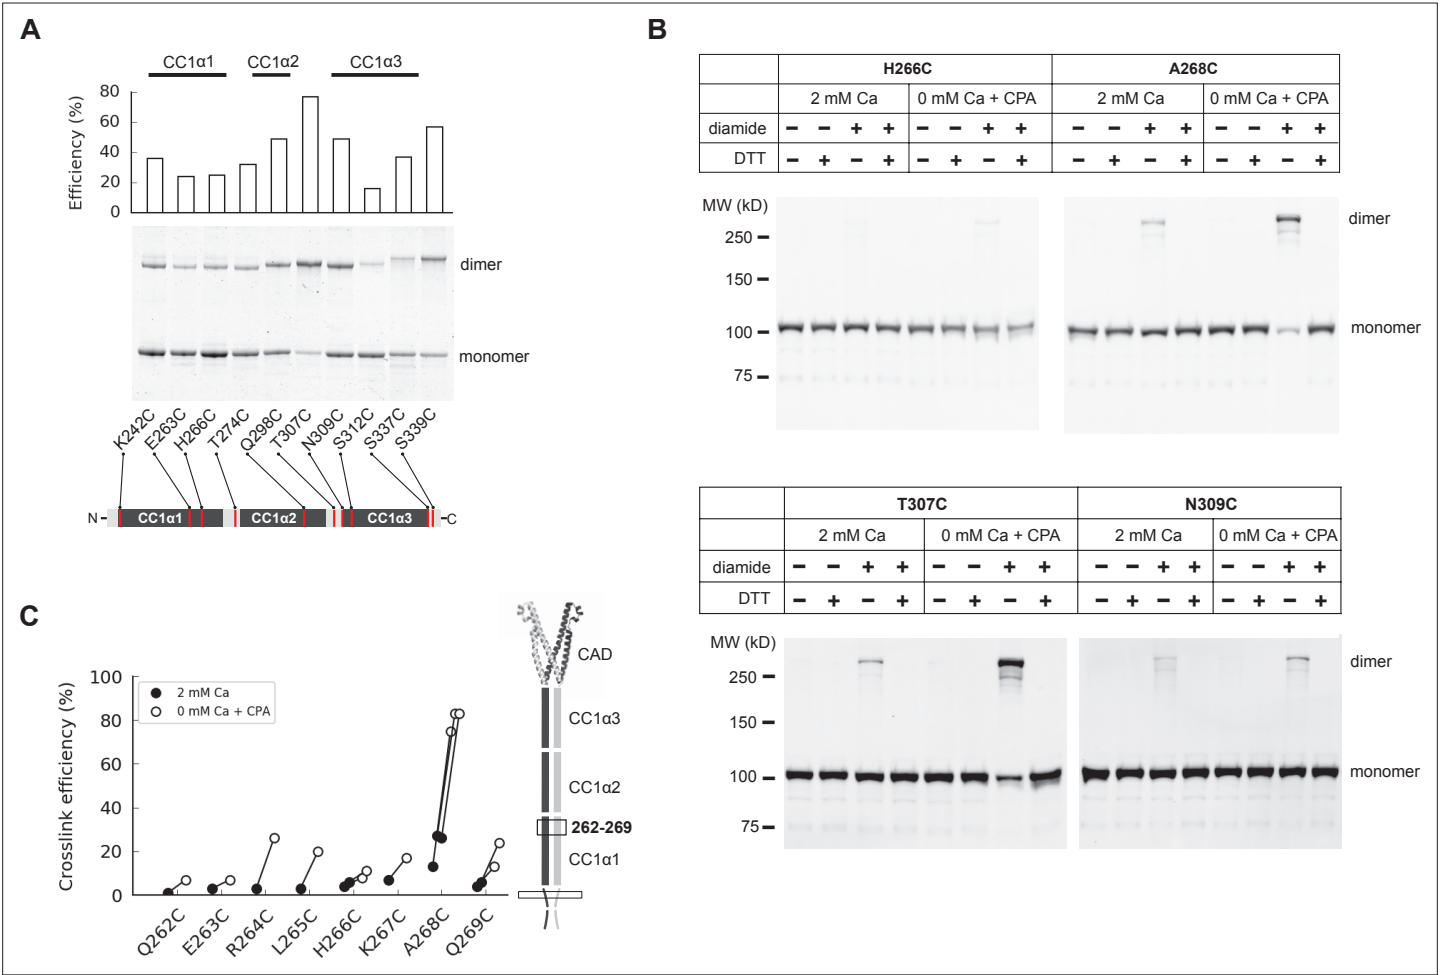 A
CC1α1 CC1α2 CC1α3
Efficiency (%)
80
60
40
20
0
dimer
monomer
K242C E263C H266C T274C Q298C T307C N309C S312C S337C S339C
N CC1α1 CC1α2 CC1α3 C
B
H266C A268C
2 mM Ca 0 mM Ca + CPA 2 mM Ca 0 mM Ca + CPA
diamide − − + + − − + + − − + + − − + +
DTT − + − + − + − + − + − + − + − +
MW (kD)
250
150
100
75
dimer
monomer
T307C N309C
2 mM Ca 0 mM Ca + CPA 2 mM Ca 0 mM Ca + CPA
diamide − − + + − − + + − − + + − − + +
DTT − + − + − + − + − + − + − + − +
MW (kD)
250
150
100
75
dimer
monomer
C
Crosslink efficiency (%)
100
80
60
40
20
0
2 mM Ca
0 mM Ca + CPA
Q262C E263C R264C L265C H266C K267C A268C Q269C
CAD
CC1α3
CC1α2
262-269
CC1α1